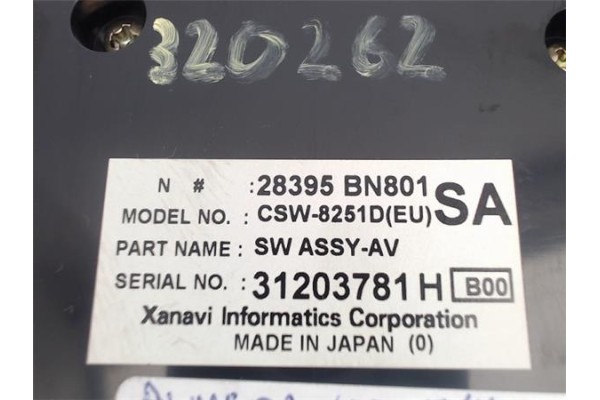 320262
N # : 28395 BN801 SA
MODEL NO. : CSW-8251D(EU)
PART NAME : SW ASSY-AV
SERIAL NO. : 31203781 H B00
Xanavi Informatics Corporation
MADE IN JAPAN (0)